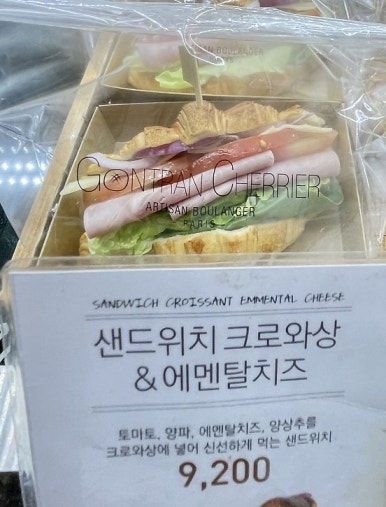 ARTISAN BOULANGER
GONTRAN CHERRIER
ARTISAN BOULANGER
PARIS
SANDWICH CROISSANT EMMENTAL CHEESE
샌드위치 크로와상
& 에멘탈치즈
토마토, 양파, 에멘탈치즈, 양상추를
크로와상에 넣어 신선하게 먹는 샌드위치
9,200